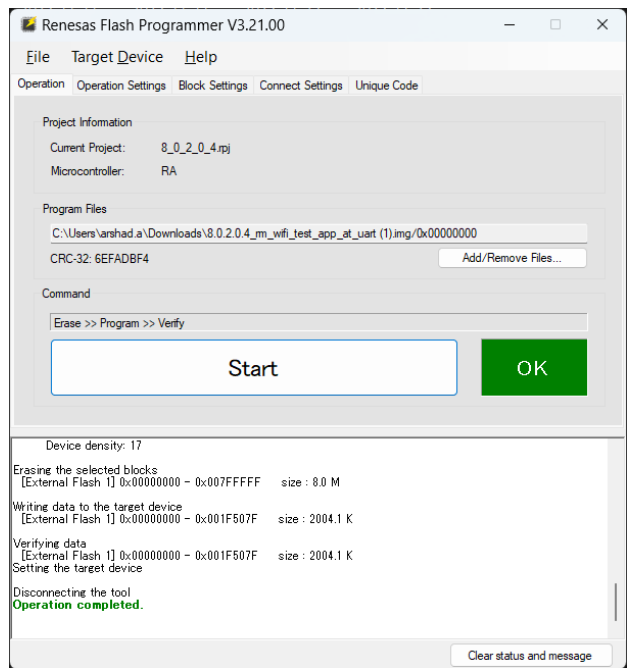 Renesas Flash Programmer V3.21.00
File Target Device Help
Operation Operation Settings Block Settings Connect Settings Unique Code
Project Information
Current Project: 8_0_2_0_4.rpj
Microcontroller: RA
Program Files
C:\Users\arshad.a\Downloads\8.0.2.0.4_rm_wifi_test_app_at_uart (1).img/0x00000000
CRC-32: 6EFADBF4 Add/Remove Files...
Command
Erase >> Program >> Verify
Start OK
Device density: 17
Erasing the selected blocks
[External Flash 1] 0x00000000 - 0x007FFFFF size : 8.0 M
Writing data to the target device
[External Flash 1] 0x00000000 - 0x001F507F size : 2004.1 K
Verifying data
[External Flash 1] 0x00000000 - 0x001F507F size : 2004.1 K
Setting the target device
Disconnecting the tool
Operation completed.
Clear status and message